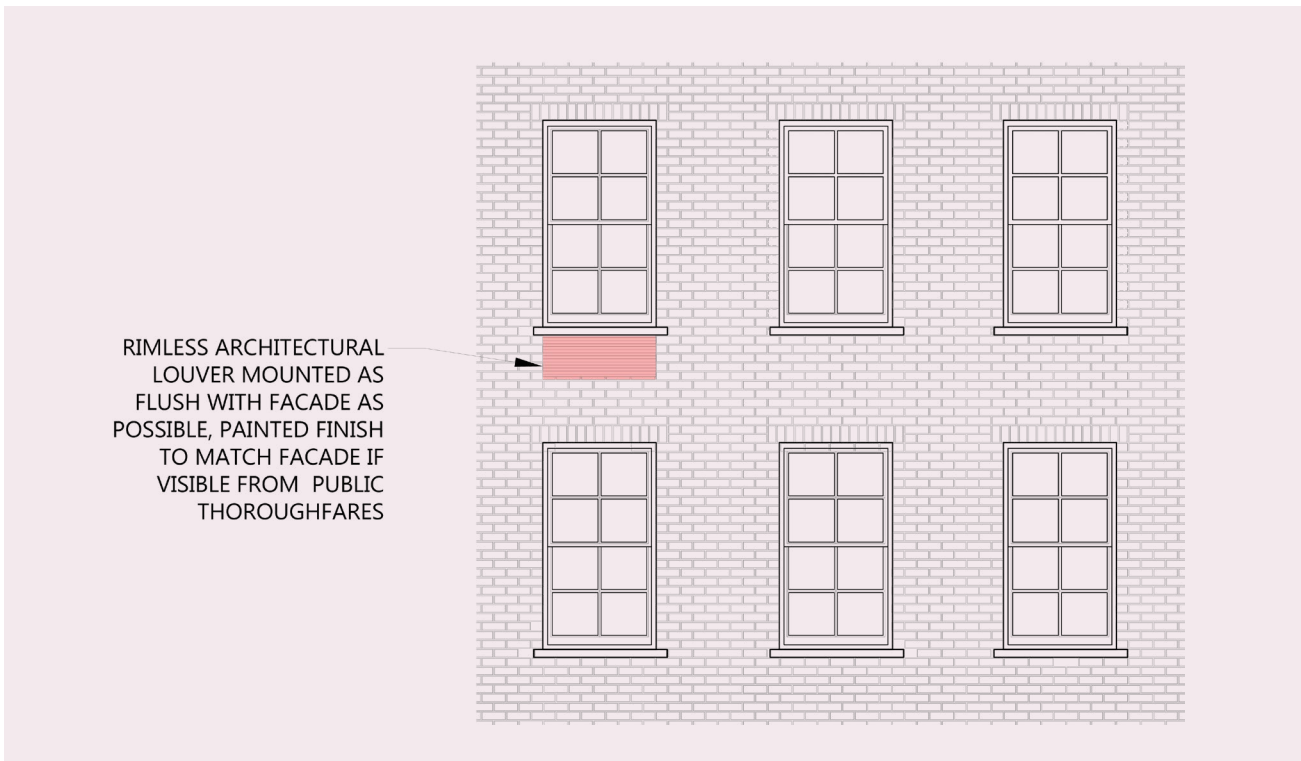 RIMLESS ARCHITECTURAL
LOUVER MOUNTED AS
FLUSH WITH FACADE AS
POSSIBLE, PAINTED FINISH
TO MATCH FACADE IF
VISIBLE FROM  PUBLIC
THOROUGHFARES